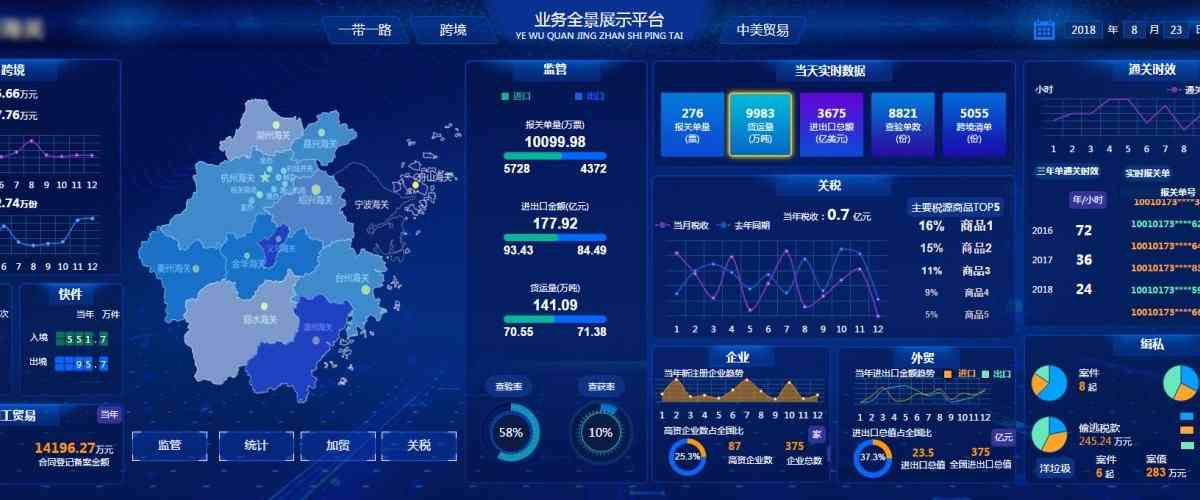 业务全景展示平台
YE WU QUAN JING ZHAN SHI PING TAI
一带一路
跨境
中美贸易
2018 年 8 月 23
跨境
5.66万元
7.76万元
6 7 8 9 10 11 12
2.74万份
6 7 8 9 10 11 12
快件
当年 万件
入境 551.7
出境 95.7
工贸易
当年
14196.27万元
合同登记备案金额
湖州海关
嘉兴海关
杭州海关
绍兴海关
舟山海关
宁波海关
义乌海关
金华海关
衢州海关
台州海关
丽水海关
温州海关
监管
统计
加贸
关税
监管
进口 出口
报关单量(万票)
10099.98
5728 4372
进出口金额(亿元)
177.92
93.43 84.49
货运量(万吨)
141.09
70.55 71.38
查验率
查获率
58%
10%
当天实时数据
276
报关单量
(票)
9983
货运量
(万吨)
3675
进出口总额
(亿美元)
8821
查验单数
(份)
5055
跨境清单
(份)
关税
当月税收 去年同期
当年税收：0.7 亿元
1 2 3 4 5 6 7 8 9 10 11 12
主要税源商品TOP5
16% 商品1
15% 商品2
11% 商品3
9% 商品4
5% 商品5
企业
当年新注册企业趋势
1 2 3 4 5 6 7 8 9 10 11 12
高资企业数占全国比
家
25.3%
87
高资企业数
375
企业总数
外贸
当年进出口金额趋势 进口 出口
1 2 3 4 5 6 7 8 9 10 11 12
进出口总值占全国比
亿元
37.3%
23.5
进出口总值
375
全国进出口总值
通关时效
小时
通关
1 2 3 4 5 6 7 8
三年单通关时效
年/小时
2016 72
2017 36
2018 24
实时报关单
报关单号
10010173****3
10010173****62
10010173****64
10010173****83
10010173****59
10010173****66
缉私
案件
8 起
偷逃税款
245.24 万元
洋垃圾
案件
6 起
案值
283 万元